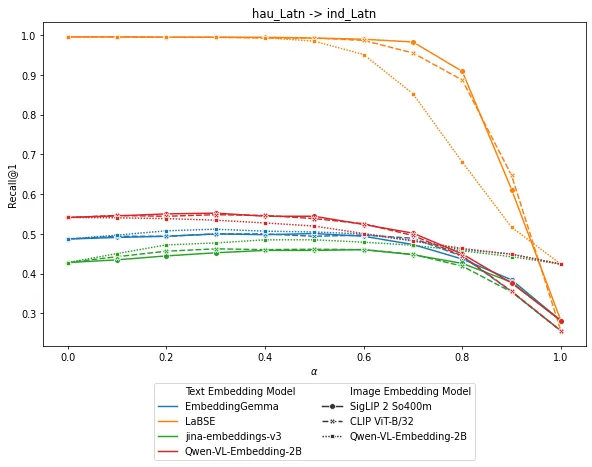 hau_Latn -> ind_Latn
Recall@1
1.0
0.9
0.8
0.7
0.6
0.5
0.4
0.3
0.0 0.2 0.4 0.6 0.8 1.0
α
Text Embedding Model Image Embedding Model
EmbeddingGemma SigLIP 2 So400m
LaBSE CLIP ViT-B/32
jina-embeddings-v3 Qwen-VL-Embedding-2B
Qwen-VL-Embedding-2B